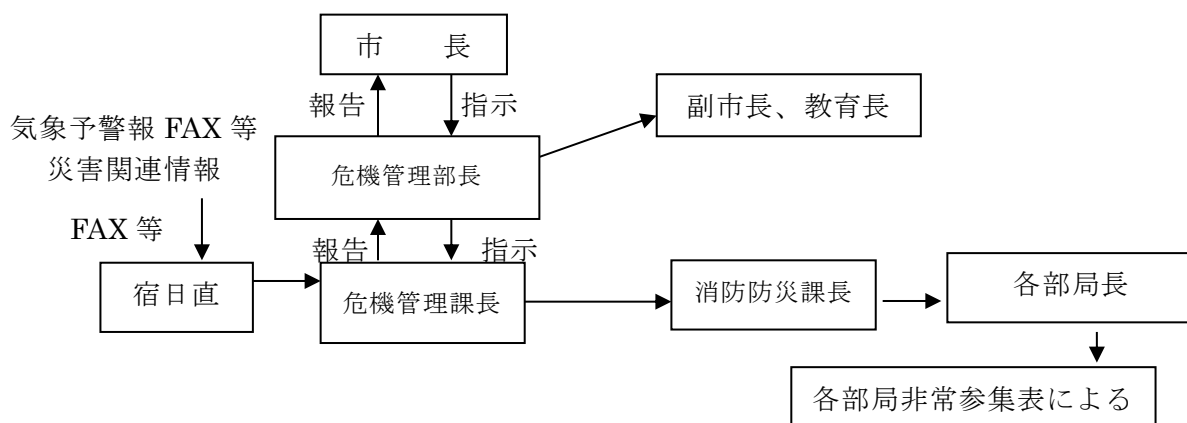 市　　長
報告
指示
副市長、教育長
気象予警報 FAX 等
災害関連情報
危機管理部長
FAX 等
報告
指示
宿日直
危機管理課長
消防防災課長
各部局長
各部局非常参集表による